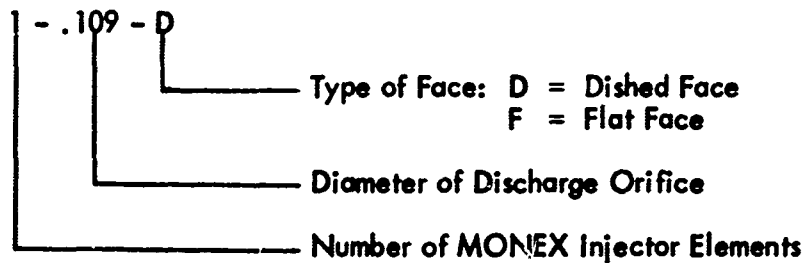 1 - .109 - D
Type of Face: D = Dished Face
F = Flat Face
Diameter of Discharge Orifice
Number of MONEX Injector Elements